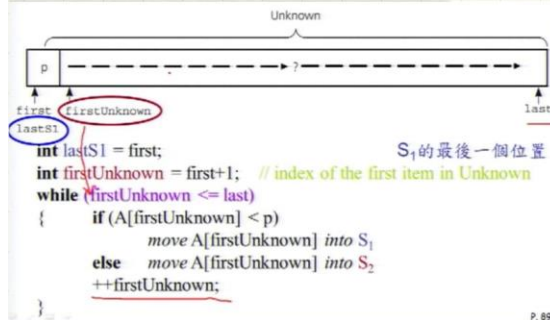 Unknown
p
?
first firstUnknown last
lastS1
int lastS1 = first; S1的最後一個位置
int firstUnknown = first+1; // index of the first item in Unknown
while (firstUnknown <= last)
{ if (A[firstUnknown] < p)
move A[firstUnknown] into S1
else move A[firstUnknown] into S2
++firstUnknown;
}
P. 89